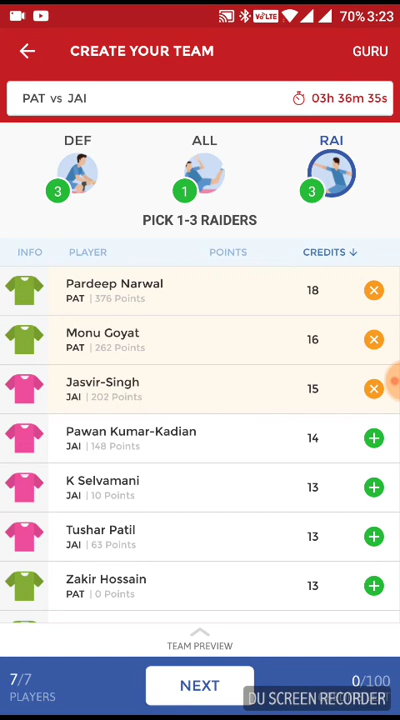 VoLTE 70% 3:23
CREATE YOUR TEAM GURU
PAT vs JAI 03h 36m 35s
DEF ALL RAI
3 1 3
PICK 1-3 RAIDERS
INFO PLAYER POINTS CREDITS
Pardeep Narwal 18
PAT | 376 Points
Monu Goyat 16
PAT | 262 Points
Jasvir-Singh 15
JAI | 202 Points
Pawan Kumar-Kadian 14
JAI | 148 Points
K Selvamani 13
JAI | 10 Points
Tushar Patil 13
JAI | 63 Points
Zakir Hossain 13
PAT | 0 Points
TEAM PREVIEW
7/7 NEXT 0/100
PLAYERS
DU SCREEN RECORDER